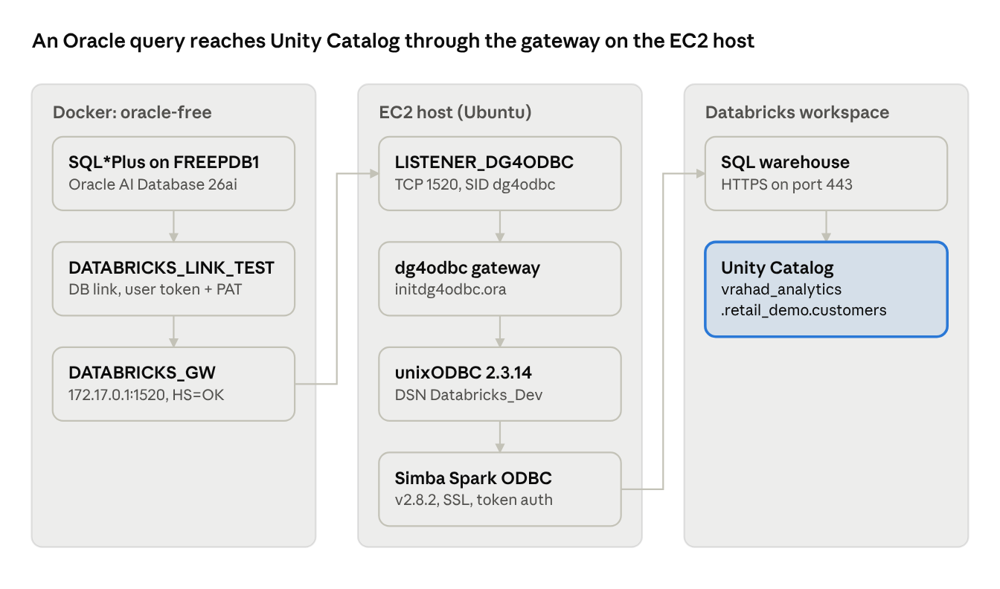 An Oracle query reaches Unity Catalog through the gateway on the EC2 host
Docker: oracle-free
SQL*Plus on FREEPDB1
Oracle AI Database 26ai
DATABRICKS_LINK_TEST
DB link, user token + PAT
DATABRICKS_GW
172.17.0.1:1520, HS=OK
EC2 host (Ubuntu)
LISTENER_DG4ODBC
TCP 1520, SID dg4odbc
dg4odbc gateway
initdg4odbc.ora
unixODBC 2.3.14
DSN Databricks_Dev
Simba Spark ODBC
v2.8.2, SSL, token auth
Databricks workspace
SQL warehouse
HTTPS on port 443
Unity Catalog
vrahad_analytics
.retail_demo.customers